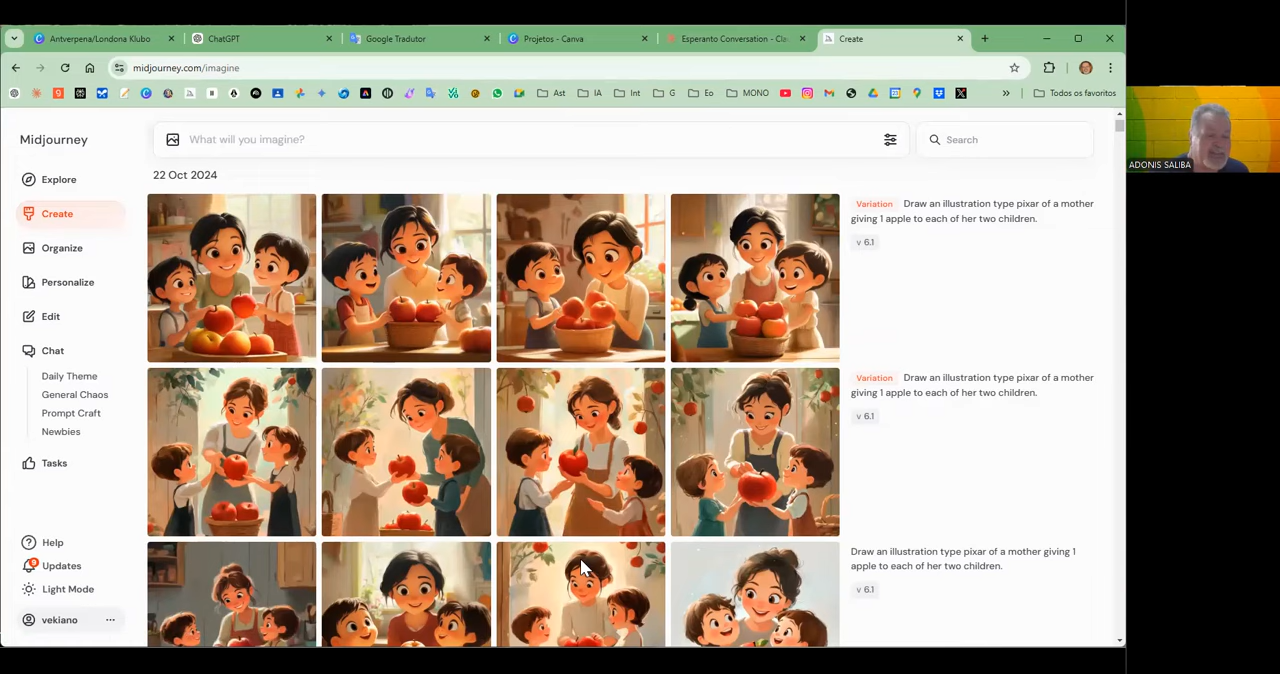 Antverpena/Londona Klubo
ChatGPT
Google Tradutor
Projetos - Canva
Esperanto Conversation - Cla
Create
midjourney.com/imagine
Ast
IA
Int
G
Eo
MONO
Todos os favoritos
Midjourney
What will you imagine?
Search
22 Oct 2024
Explore
Create
Organize
Personalize
Edit
Chat
Daily Theme
General Chaos
Prompt Craft
Newbies
Tasks
Help
9
Updates
Light Mode
vekiano
Variation Draw an illustration type pixar of a mother
giving 1 apple to each of her two children.
v 6.1
Variation Draw an illustration type pixar of a mother
giving 1 apple to each of her two children.
v 6.1
Draw an illustration type pixar of a mother giving 1
apple to each of her two children.
v 6.1
ADONIS SALIBA